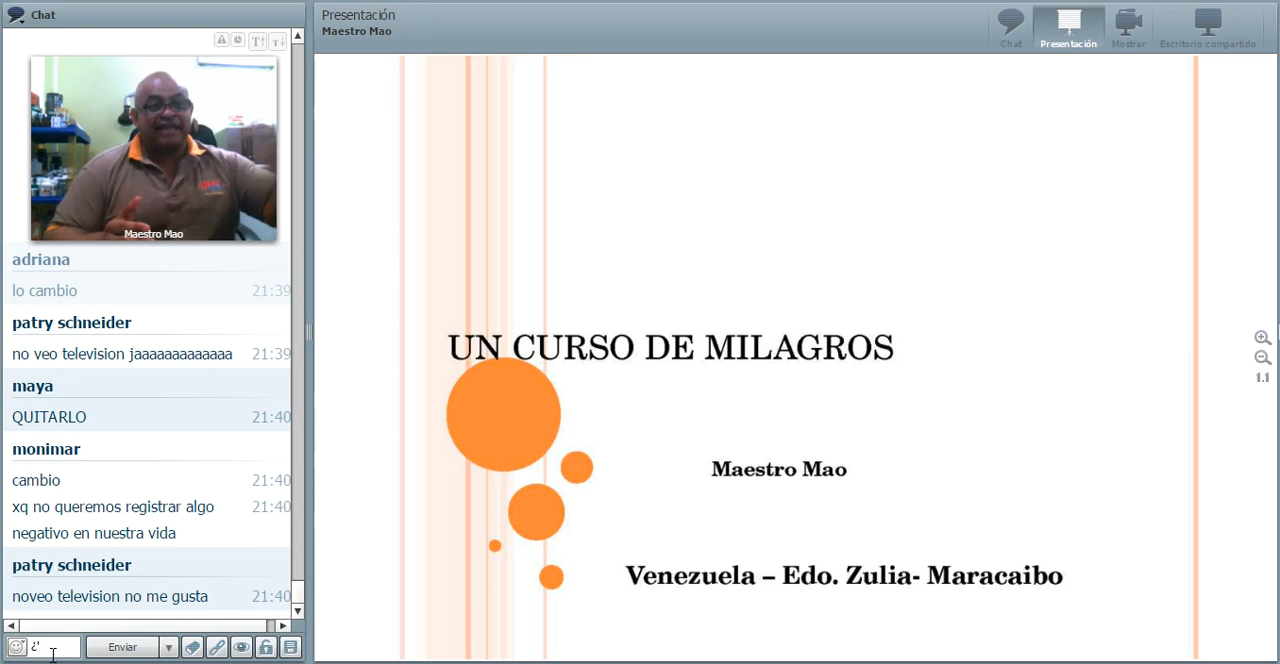 Chat
Maestro Mao
adriana
lo cambio 21:39
patry schneider
no veo television jaaaaaaaaaaaaa 21:39
maya
QUITARLO 21:40
monimar
cambio 21:40
xq no queremos registrar algo 21:40
negativo en nuestra vida
patry schneider
noveo television no me gusta 21:40
¿'
Enviar
Presentación
Maestro Mao
Chat
Presentación
Mostrar
Escritorio compartido
UN CURSO DE MILAGROS
Maestro Mao
Venezuela – Edo. Zulia- Maracaibo
1.1